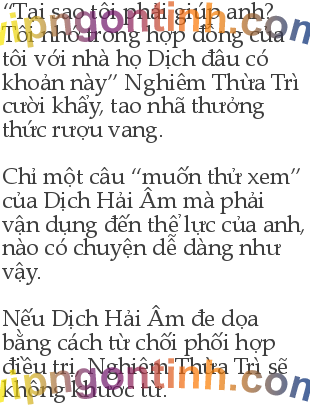 “Tại sao tôi phải giúp anh?
Tôi nhớ trong hợp đồng của
tôi với nhà họ Dịch đâu có
khoản này” Nghiêm Thừa Trì
cười khẩy, tao nhã thưởng
thức rượu vang.
Chỉ một câu “muốn thử xem”
của Dịch Hải Âm mà phải
vận dụng đến thể lực của anh,
nào có chuyện dễ dàng như
vậy.
Nếu Dịch Hải Âm đe dọa
bằng cách từ chối phối hợp
điều trị, Nghiêm Thừa Trì sẽ
không khước từ.
vipngontinh.com
vipngontinh.com